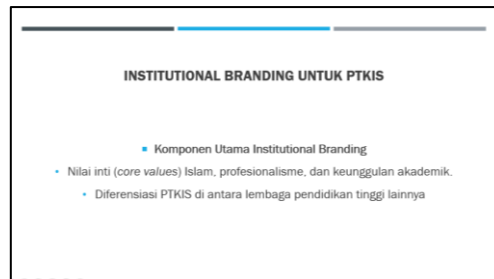 INSTITUTIONAL BRANDING UNTUK PTKIS
▪ Komponen Utama Institutional Branding
• Nilai inti (core values) Islam, profesionalisme, dan keunggulan akademik.
• Diferensiasi PTKIS di antara lembaga pendidikan tinggi lainnya